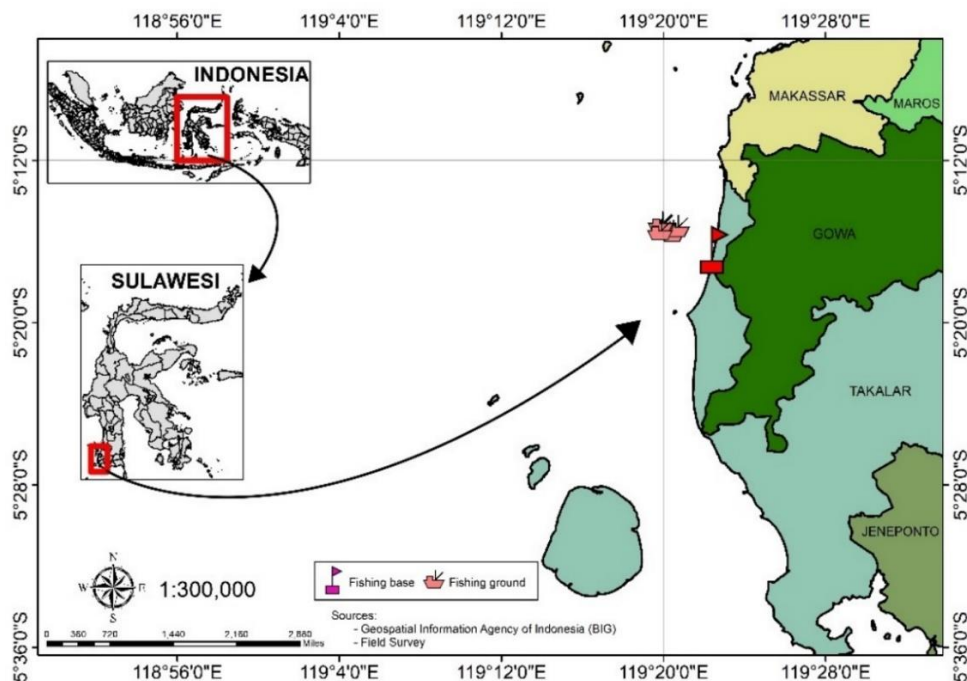 118°56'0"E 119°4'0"E 119°12'0"E 119°20'0"E 119°28'0"E
INDONESIA
MAKASSAR
MAROS
5°12'0"S
5°12'0"S
GOWA
SULAWESI
5°20'0"S
5°20'0"S
TAKALAR
5°28'0"S
5°28'0"S
JENEPONTO
N
W E
S
1:300,000
Fishing base Fishing ground
Sources:
- Geospatial Information Agency of Indonesia (BIG)
- Field Survey
0 360 720 1,440 2,160 2,880
Miles
5°36'0"S
5°36'0"S
118°56'0"E 119°4'0"E 119°12'0"E 119°20'0"E 119°28'0"E